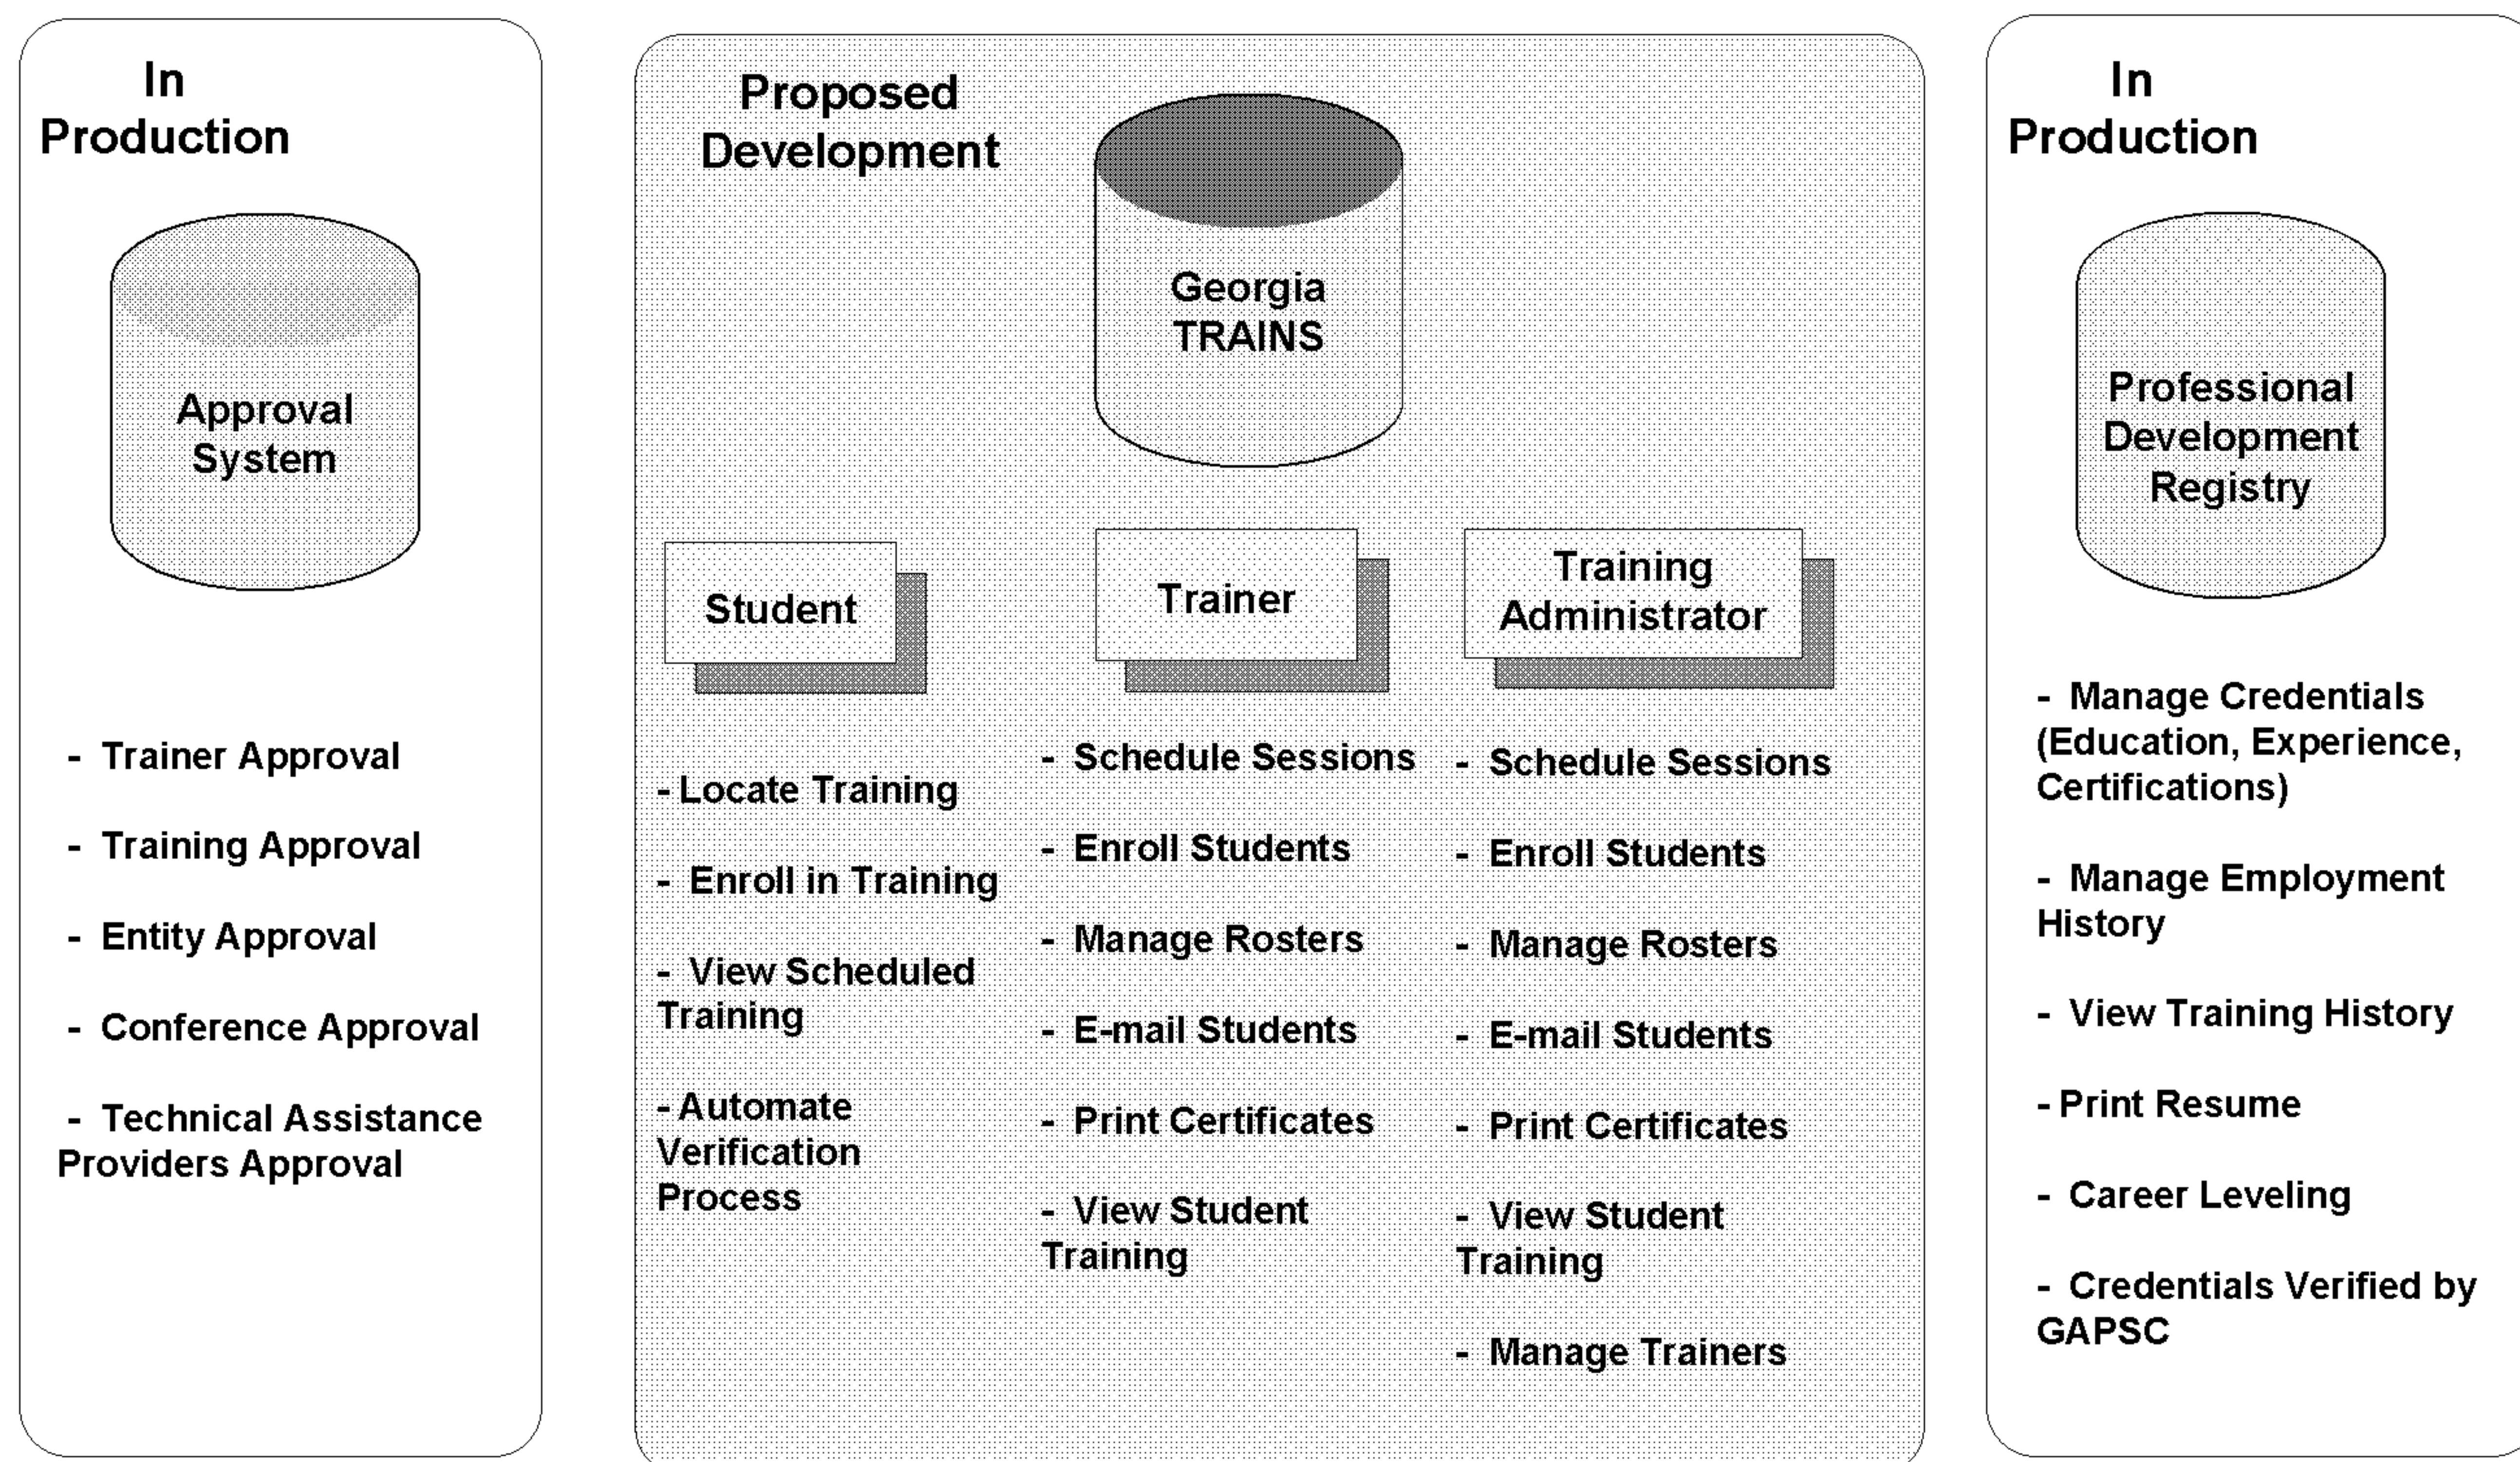 In
Production
Approval
System
- Trainer Approval
- Training Approval
- Entity Approval
- Conference Approval
- Technical Assistance
Providers Approval
Proposed
Development
Georgia
TRAINS
Student
- Locate Training
- Enroll in Training
- View Scheduled
Training
- Automate
Verification
Process
Trainer
- Schedule Sessions
- Enroll Students
- Manage Rosters
- E-mail Students
- Print Certificates
- View Student
Training
Training
Administrator
- Schedule Sessions
- Enroll Students
- Manage Rosters
- E-mail Students
- Print Certificates
- View Student
Training
- Manage Trainers
In
Production
Professional
Development
Registry
- Manage Credentials
(Education, Experience,
Certifications)
- Manage Employment
History
- View Training History
- Print Resume
- Career Leveling
- Credentials Verified by
GAPSC